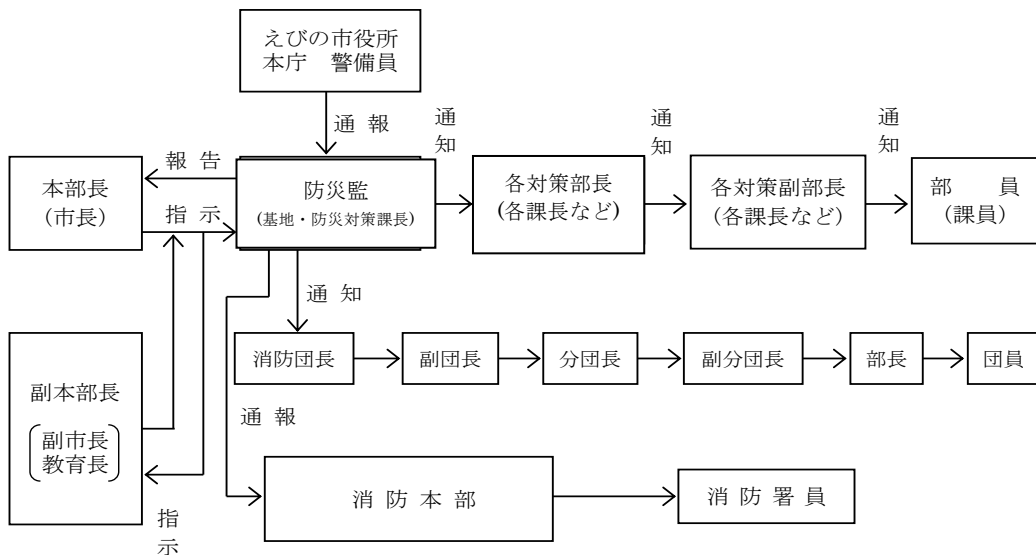 えびの市役所
本庁　警備員
通 報
通知
通知
通知
報 告
本部長
（市長）
指 示
防災監
(基地・防災対策課長)
各対策部長
(各課長など)
各対策副部長
（各課長など）
部　員
（課員）
通 知
消防団長
副団長
分団長
副分団長
部長
団員
副本部長
副市長
教育長
通 報
指示
消 防 本 部
消 防 署 員